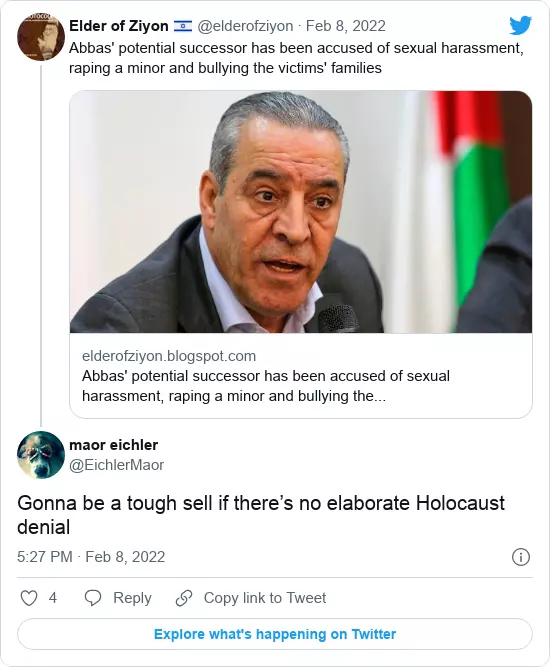 Elder of Ziyon 🇮🇱 @elderofziyon · Feb 8, 2022
Abbas' potential successor has been accused of sexual harassment,
raping a minor and bullying the victims' families
elderofziyon.blogspot.com
Abbas' potential successor has been accused of sexual
harassment, raping a minor and bullying the...
maor eichler
@EichlerMaor
Gonna be a tough sell if there’s no elaborate Holocaust
denial
5:27 PM · Feb 8, 2022
4 Reply Copy link to Tweet
Explore what's happening on Twitter